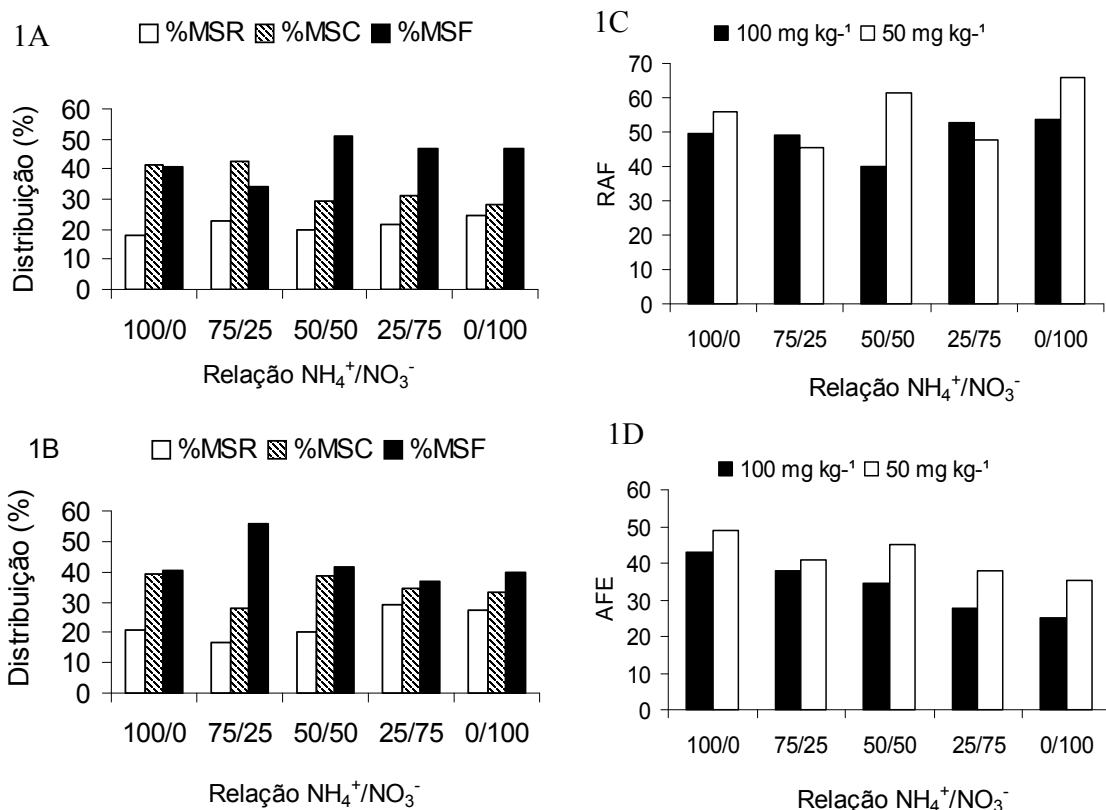 1A
%MSR %MSC %MSF
Distribuição (%)
60
50
40
30
20
10
0
100/0 75/25 50/50 25/75 0/100
Relação NH₄⁺/NO₃⁻
1C
100 mg kg-¹ 50 mg kg-¹
RAF
70
60
50
40
30
20
10
0
100/0 75/25 50/50 25/75 0/100
Relação NH₄⁺/NO₃⁻
1B
%MSR %MSC %MSF
Distribuição (%)
60
50
40
30
20
10
0
100/0 75/25 50/50 25/75 0/100
Relação NH₄⁺/NO₃⁻
1D
100 mg kg-¹ 50 mg kg-¹
AFE
60
50
40
30
20
10
0
100/0 75/25 50/50 25/75 0/100
Relação NH₄⁺/NO₃⁻